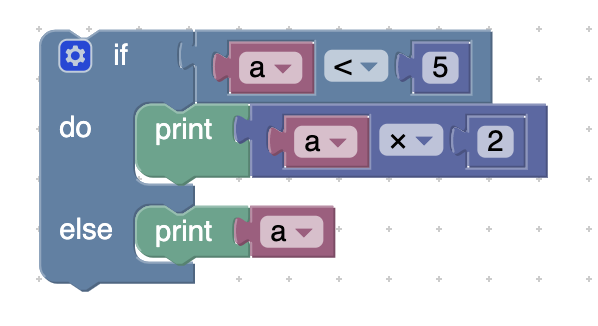 if a < 5
do print a × 2
else print a